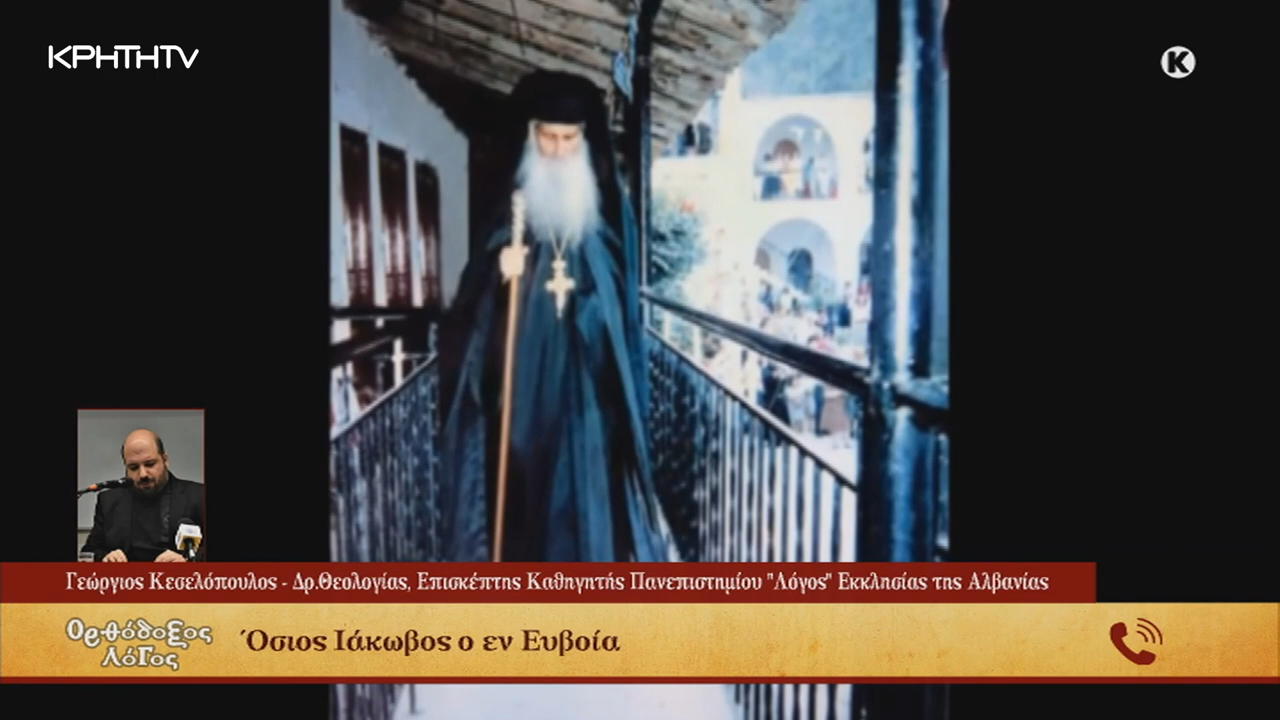 ΚΡΗΤΗTV
K
Γεώργιος Κεσελόπουλος - Δρ.Θεολογίας, Επισκέπτης Καθηγητής Πανεπιστημίου "Λόγος" Εκκλησίας της Αλβανίας
Ορθόδοξος
Λόγος
Όσιος Ιάκωβος ο εν Ευβοία